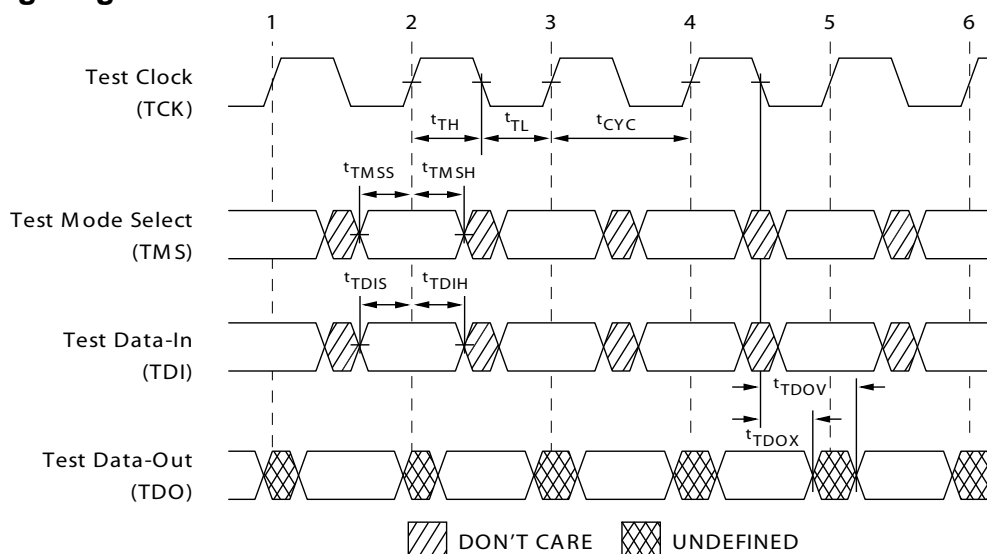 1 2 3 4 5 6
Test Clock
(TCK)
tTH tTL tCYC
tTMSS tTMSH
Test Mode Select
(TMS)
tTDIS tTDIH
Test Data-In
(TDI)
tTDOV
tTDOX
Test Data-Out
(TDO)
DON'T CARE UNDEFINED